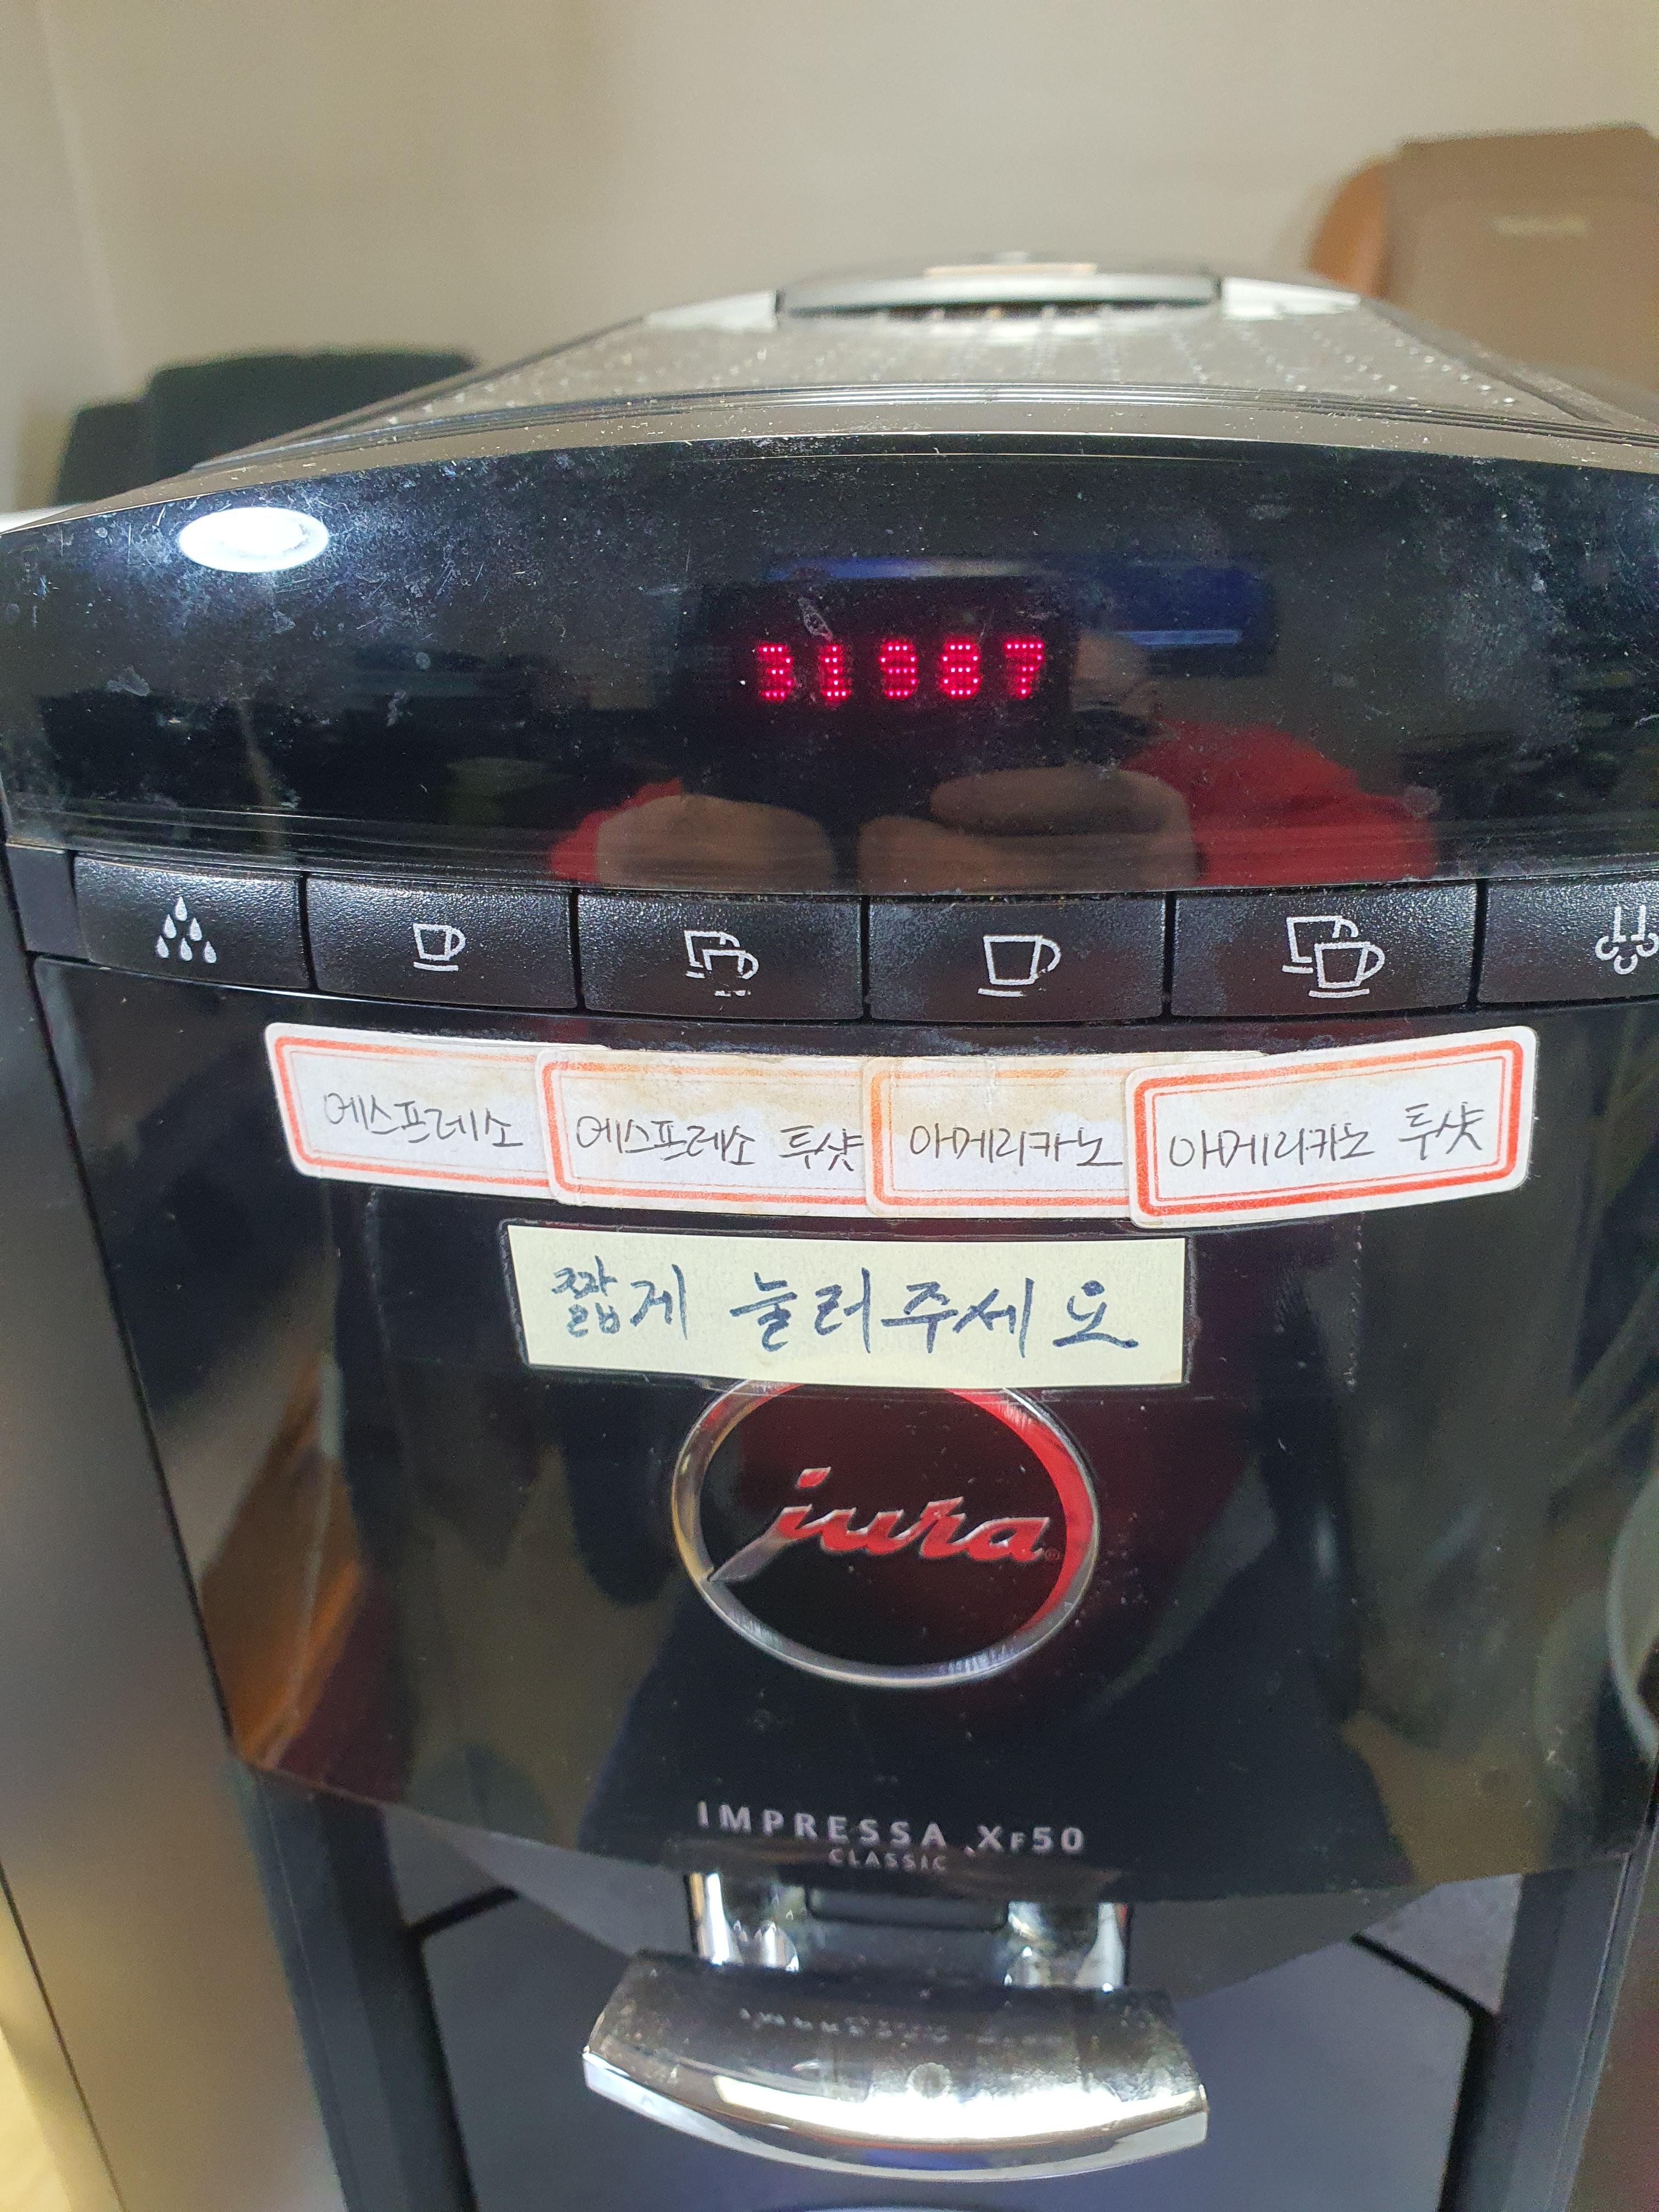 31987
에스프레소 에스프레소 투샷 아메리카노 아메리카노 투샷
짧게 눌러주세요
jura
IMPRESSA XF50
CLASSIC